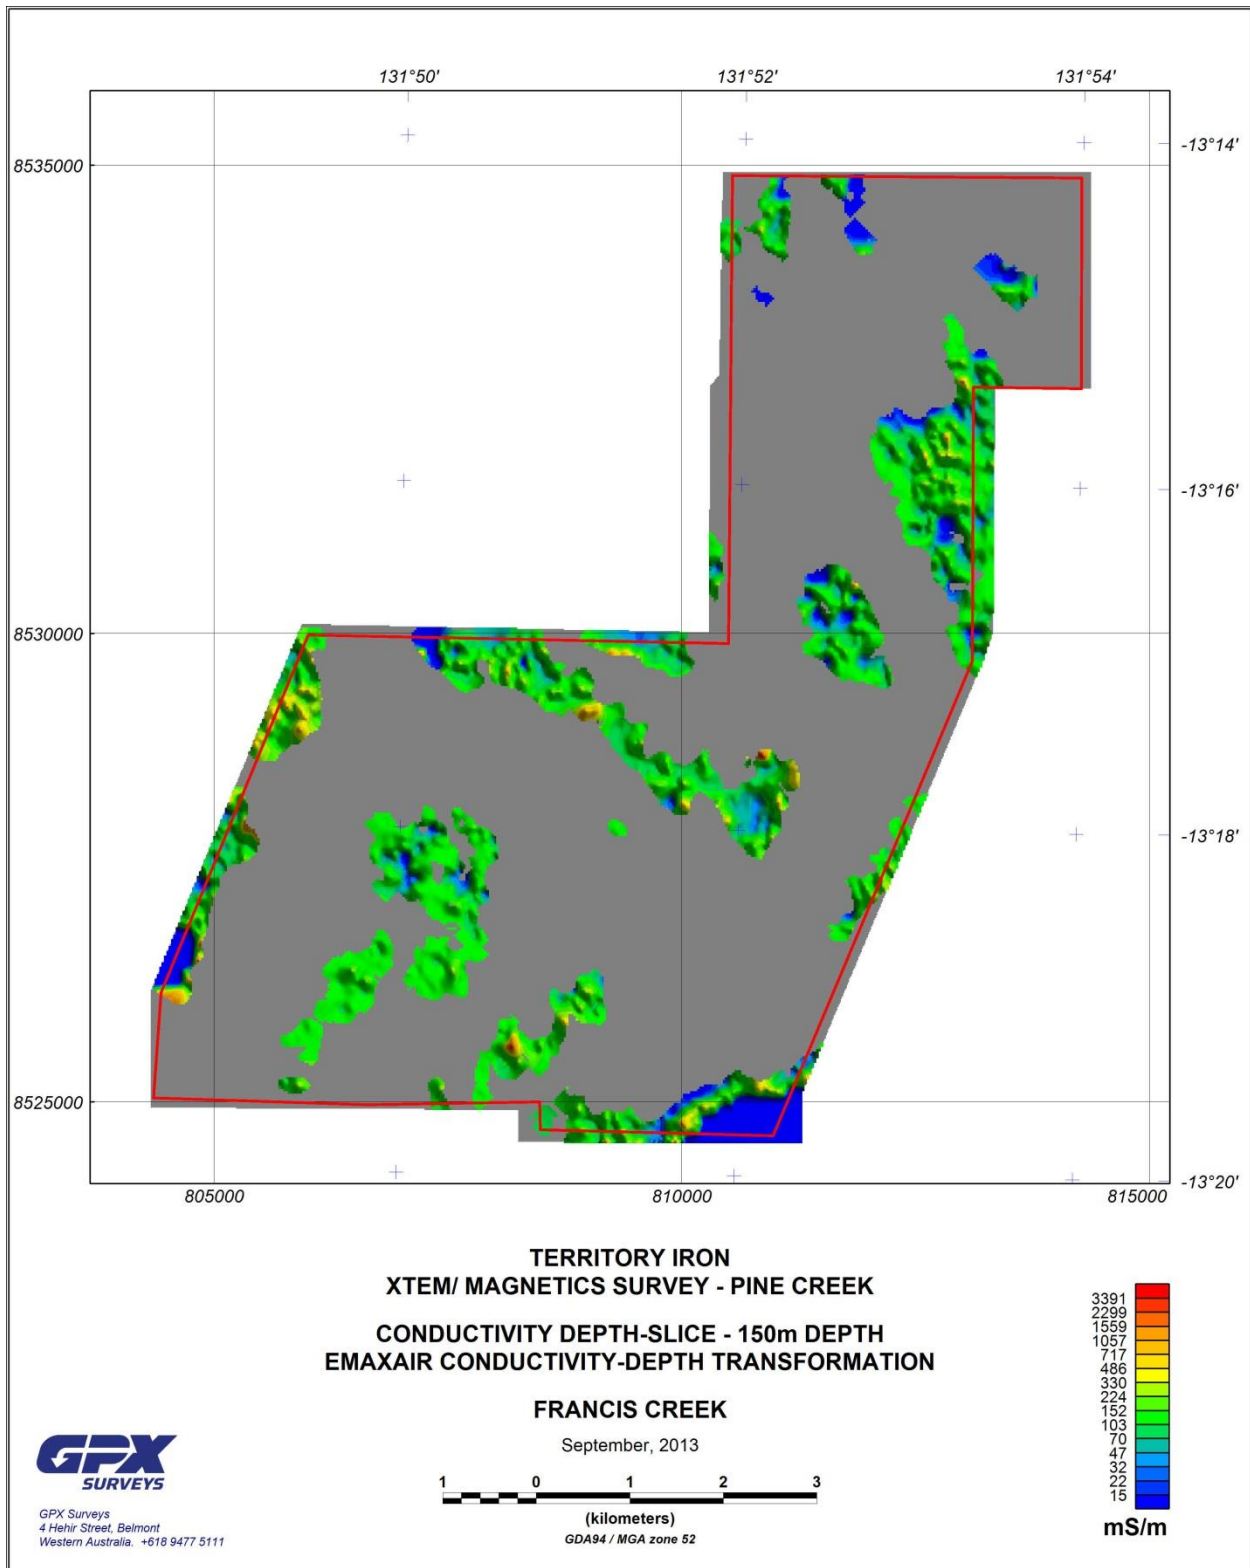 131°50'
131°52'
131°54'
8535000
-13°14'
-13°16'
8530000
-13°18'
8525000
805000
810000
815000
-13°20'
TERRITORY IRON
XTEM/ MAGNETICS SURVEY - PINE CREEK
CONDUCTIVITY DEPTH-SLICE - 150m DEPTH
EMAXAIR CONDUCTIVITY-DEPTH TRANSFORMATION
FRANCIS CREEK
September, 2013
1 0 1 2 3
(kilometers)
GDA94 / MGA zone 52
3391
2299
1559
1057
717
486
330
224
152
103
70
47
32
22
15
mS/m
GPX
SURVEYS
GPX Surveys
4 Hehir Street, Belmont
Western Australia. +618 9477 5111